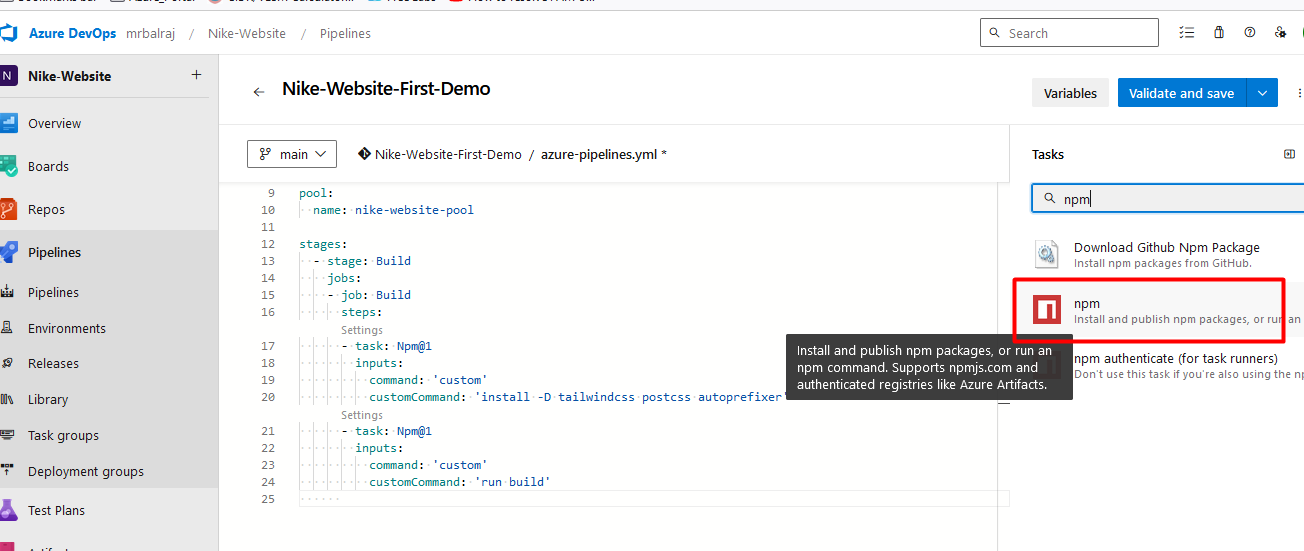 Azure DevOps mrbalraj / Nike-Website / Pipelines
Search
N Nike-Website +
Overview
Boards
Repos
Pipelines
Pipelines
Environments
Releases
Library
Task groups
Deployment groups
Test Plans
← Nike-Website-First-Demo
Variables
Validate and save
main
Nike-Website-First-Demo / azure-pipelines.yml *
9 pool:
10 name: nike-website-pool
11
12 stages:
13 - stage: Build
14 jobs:
15 - job: Build
16 steps:
Settings
17 - task: Npm@1
18 inputs:
19 command: 'custom'
20 customCommand: 'install -D tailwindcss postcss autoprefixer'
Settings
21 - task: Npm@1
22 inputs:
23 command: 'custom'
24 customCommand: 'run build'
25
Tasks
npm
Download Github Npm Package
Install npm packages from GitHub.
npm
Install and publish npm packages, or run an
Install and publish npm packages, or run an
npm command. Supports npmjs.com and
authenticated registries like Azure Artifacts.
npm authenticate (for task runners)
Don't use this task if you're also using the np